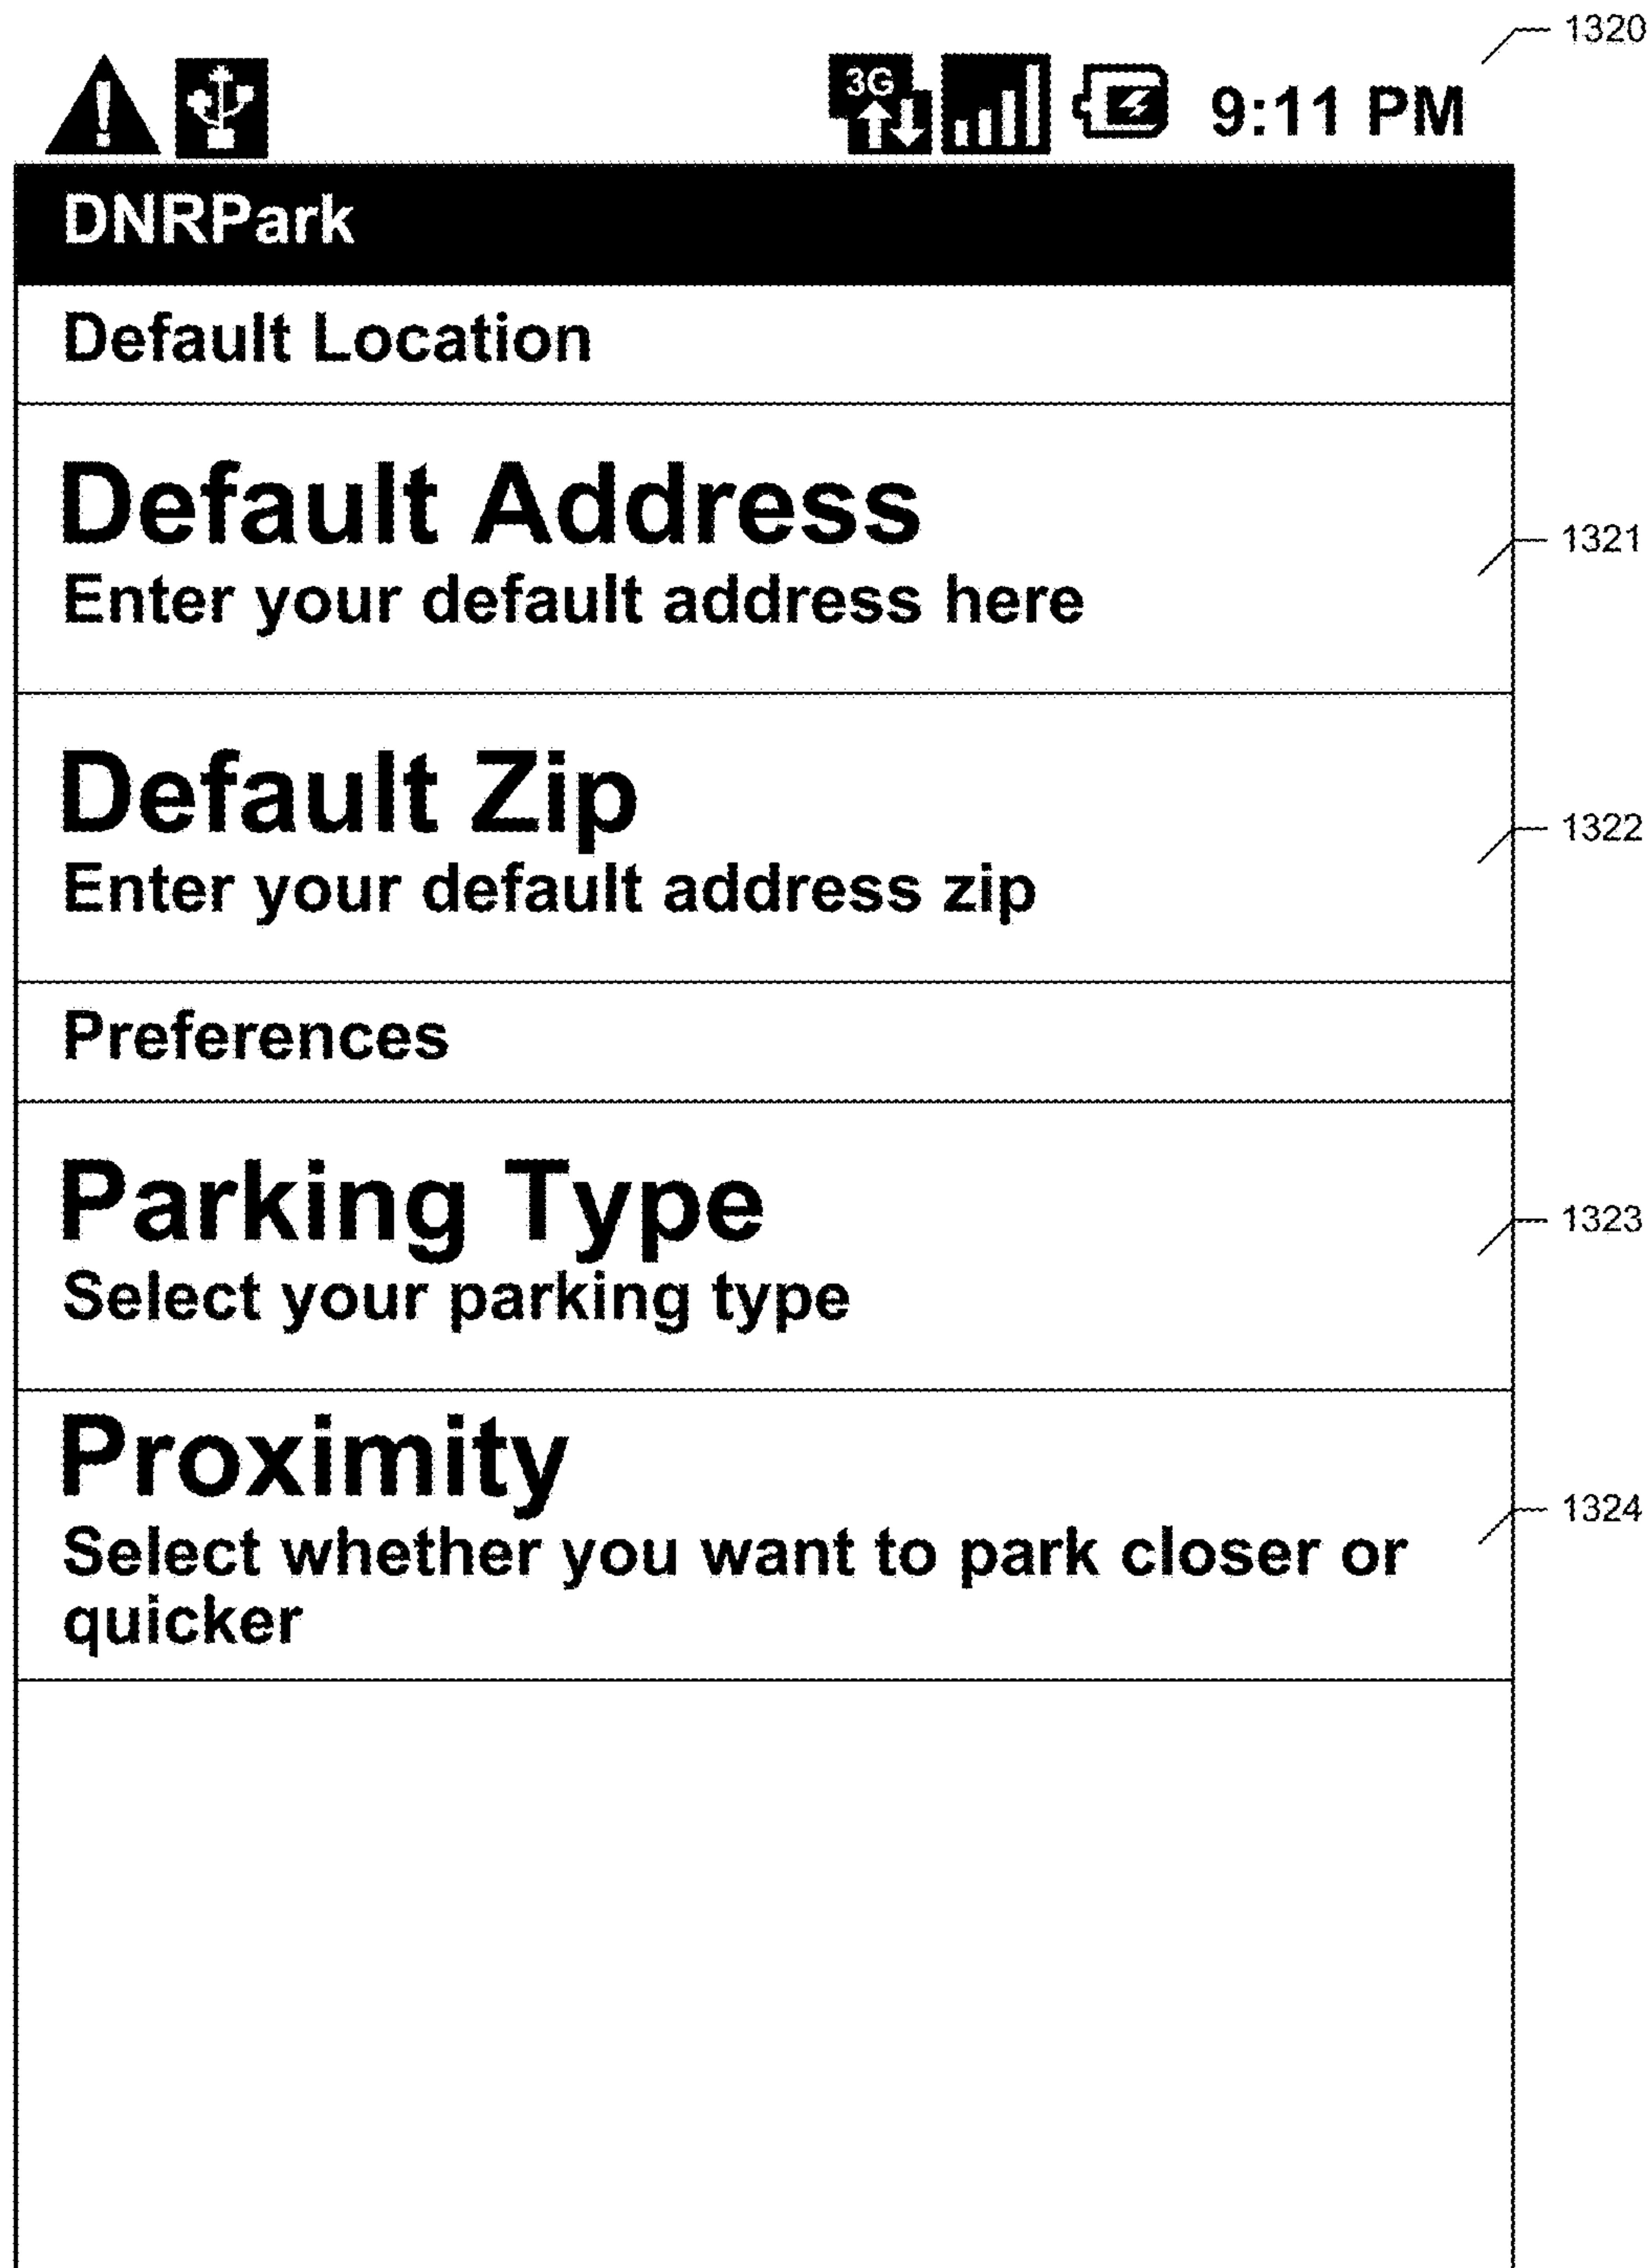 1320
3G
9:11 PM
DNRPark
Default Location
Default Address
Enter your default address here
1321
Default Zip
Enter your default address zip
1322
Preferences
Parking Type
Select your parking type
1323
Proximity
Select whether you want to park closer or
quicker
1324